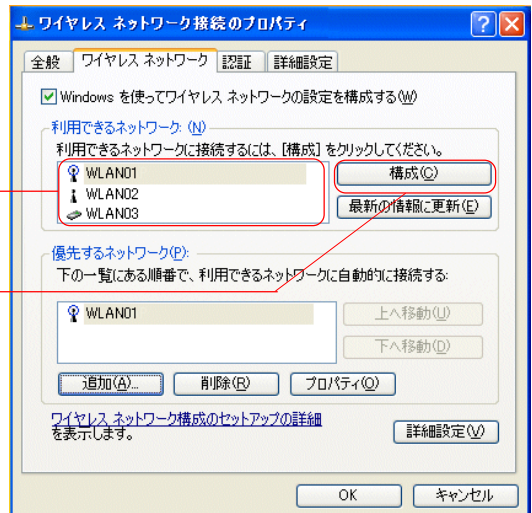 ワイヤレス ネットワーク接続のプロパティ
全般 ワイヤレス ネットワーク 認証 詳細設定
Windows を使ってワイヤレス ネットワークの設定を構成する(W)
利用できるネットワーク: (N)
利用できるネットワークに接続するには、[構成] をクリックしてください。
WLAN01
構成(C)
WLAN02
WLAN03
最新の情報に更新(E)
優先するネットワーク(P):
下の一覧にある順番で、利用できるネットワークに自動的に接続する:
WLAN01
上へ移動(U)
下へ移動(D)
追加(A)... 削除(R) プロパティ(O)
ワイヤレス ネットワーク構成のセットアップの詳細
を表示します。
詳細設定(V)
OK キャンセル